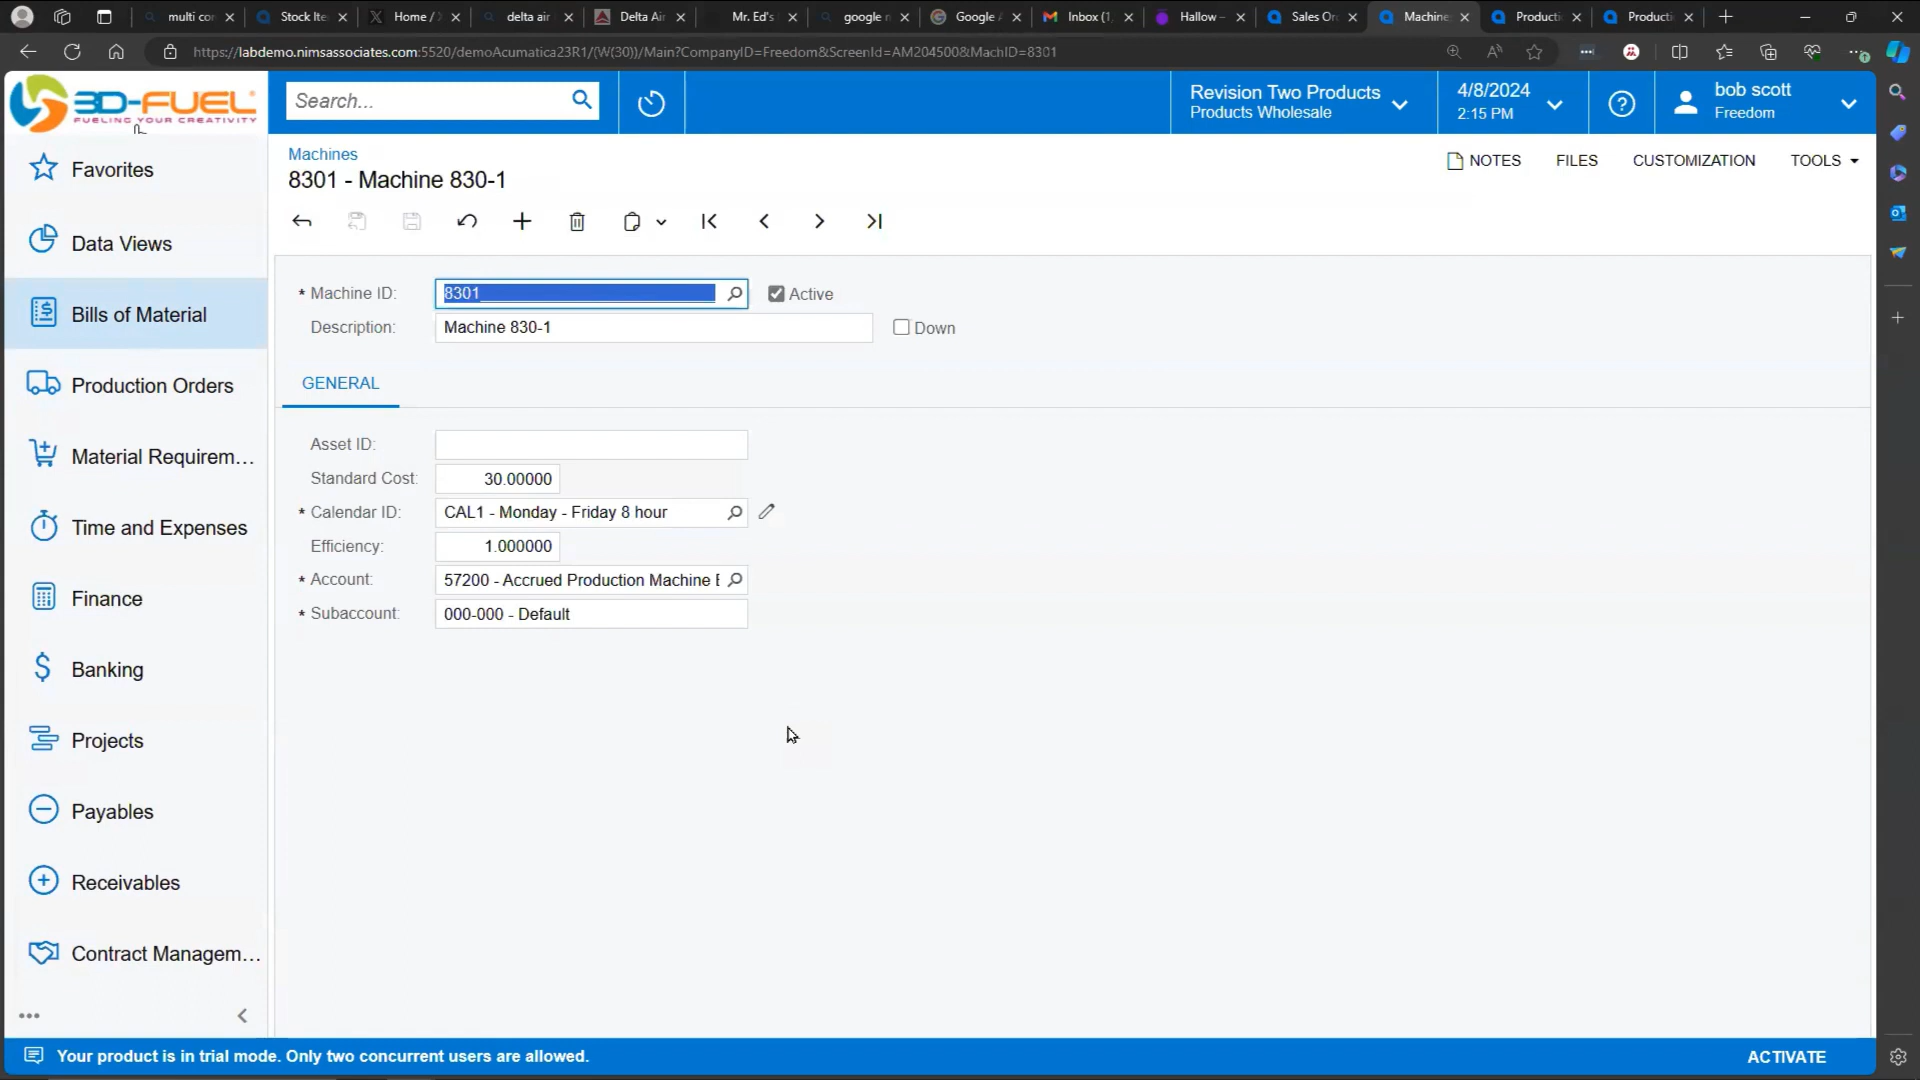 multi cor
Stock Ite
Home /
delta air
Delta Air
Mr. Ed's
google n
Google A
Inbox (1
Hallow –
Sales Or
Machine
Producti
Producti
https://labdemo.nimsassociates.com:5520/demoAcumatica23R1/(W(30))/Main?CompanyID=Freedom&ScreenId=AM204500&MachID=8301
3D-FUEL
FUELING YOUR CREATIVITY
Search...
Revision Two Products
Products Wholesale
4/8/2024
2:15 PM
bob scott
Freedom
Favorites
Data Views
Bills of Material
Production Orders
Material Requirem...
Time and Expenses
Finance
Banking
Projects
Payables
Receivables
Contract Managem...
Machines
8301 - Machine 830-1
NOTES
FILES
CUSTOMIZATION
TOOLS
* Machine ID: 8301
Active
Description: Machine 830-1
Down
GENERAL
Asset ID:
Standard Cost: 30.00000
* Calendar ID: CAL1 - Monday - Friday 8 hour
Efficiency: 1.000000
* Account: 57200 - Accrued Production Machine E
* Subaccount: 000-000 - Default
Your product is in trial mode. Only two concurrent users are allowed.
ACTIVATE